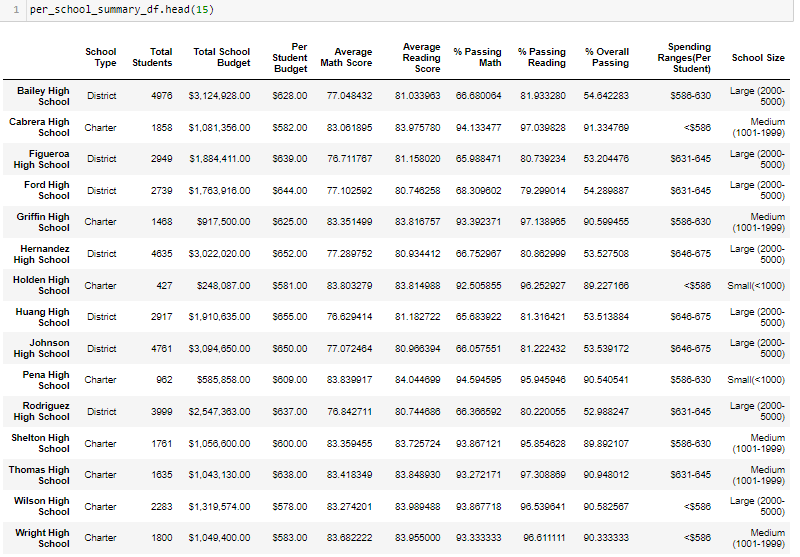 1 per_school_summary_df.head(15)
School Type Total Students Total School Budget Per Student Budget Average Math Score Average Reading Score % Passing Math % Passing Reading % Overall Passing Spending Ranges(Per Student) School Size
Bailey High School District 4976 $3,124,928.00 $628.00 77.048432 81.033963 66.680064 81.933280 54.642283 $586-630 Large (2000-5000)
Cabrera High School Charter 1858 $1,081,356.00 $582.00 83.061895 83.975780 94.133477 97.039828 91.334769 <$586 Medium (1001-1999)
Figueroa High School District 2949 $1,884,411.00 $639.00 76.711767 81.158020 65.988471 80.739234 53.204476 $631-645 Large (2000-5000)
Ford High School District 2739 $1,763,916.00 $644.00 77.102592 80.746258 68.309602 79.299014 54.289887 $631-645 Large (2000-5000)
Griffin High School Charter 1468 $917,500.00 $625.00 83.351499 83.816757 93.392371 97.138965 90.599455 $586-630 Medium (1001-1999)
Hernandez High School District 4635 $3,022,020.00 $652.00 77.289752 80.934412 66.752967 80.862999 53.527508 $646-675 Large (2000-5000)
Holden High School Charter 427 $248,087.00 $581.00 83.803279 83.814988 92.505855 96.252927 89.227166 <$586 Small(<1000)
Huang High School District 2917 $1,910,635.00 $655.00 76.629414 81.182722 65.683922 81.316421 53.513884 $646-675 Large (2000-5000)
Johnson High School District 4761 $3,094,650.00 $650.00 77.072464 80.966394 66.057551 81.222432 53.539172 $646-675 Large (2000-5000)
Pena High School Charter 962 $585,858.00 $609.00 83.839917 84.044699 94.594595 95.945946 90.540541 $586-630 Small(<1000)
Rodriguez High School District 3999 $2,547,363.00 $637.00 76.842711 80.744686 66.366592 80.220055 52.988247 $631-645 Large (2000-5000)
Shelton High School Charter 1761 $1,056,600.00 $600.00 83.359455 83.725724 93.867121 95.854628 89.892107 $586-630 Medium (1001-1999)
Thomas High School Charter 1635 $1,043,130.00 $638.00 83.418349 83.848930 93.272171 97.308869 90.948012 $631-645 Medium (1001-1999)
Wilson High School Charter 2283 $1,319,574.00 $578.00 83.274201 83.989488 93.867718 96.539641 90.582567 <$586 Large (2000-5000)
Wright High School Charter 1800 $1,049,400.00 $583.00 83.682222 83.955000 93.333333 96.611111 90.333333 <$586 Medium (1001-1999)